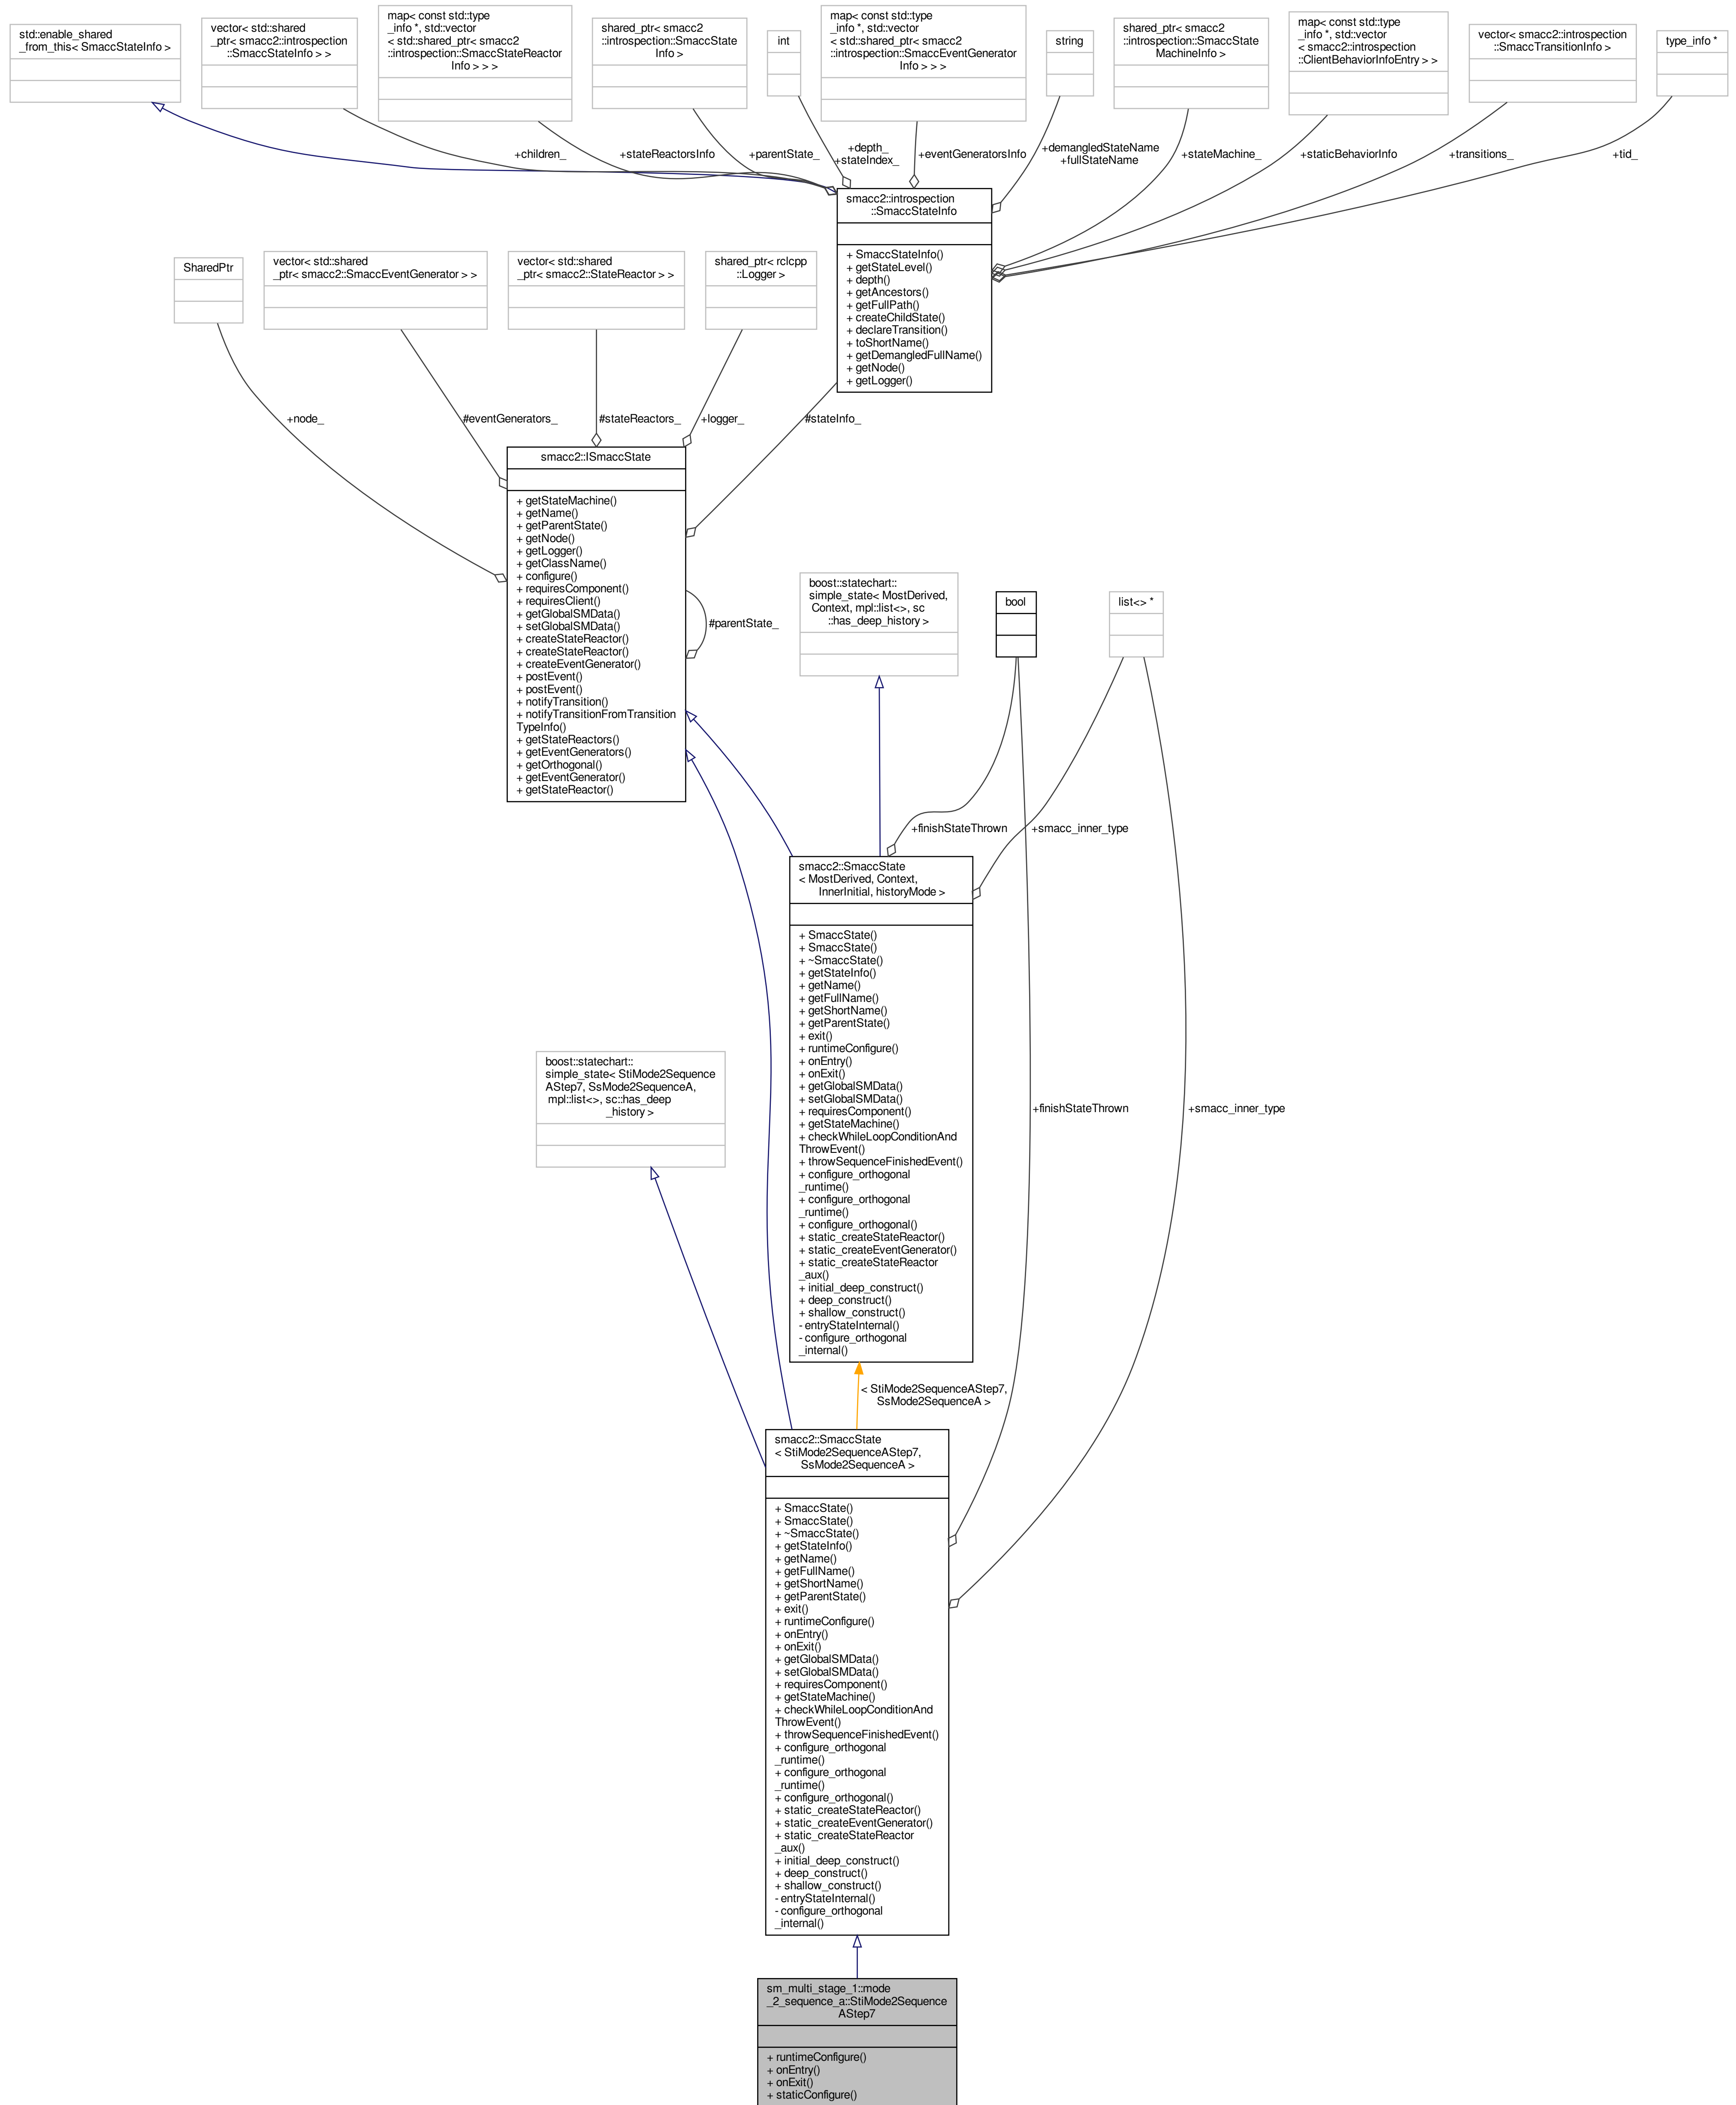 std::enable_shared
_from_this< SmaccStateInfo >
vector< std::shared
_ptr< smacc2::introspection
::SmaccStateInfo > >
map< const std::type
_info *, std::vector
< std::shared_ptr< smacc2
::introspection::SmaccStateReactor
Info > > >
shared_ptr< smacc2
::introspection::SmaccState
Info >
int
map< const std::type
_info *, std::vector
< std::shared_ptr< smacc2
::introspection::SmaccEventGenerator
Info > > >
string
shared_ptr< smacc2
::introspection::SmaccState
MachineInfo >
map< const std::type
_info *, std::vector
< smacc2::introspection
::ClientBehaviorInfoEntry > >
vector< smacc2::introspection
::SmaccTransitionInfo >
type_info *
+children_
+stateReactorsInfo
+parentState_
+depth_
+stateIndex_
+eventGeneratorsInfo
+demangledStateName
+fullStateName
+stateMachine_
+staticBehaviorInfo
+transitions_
+tid_
smacc2::introspection
::SmaccStateInfo
+ SmaccStateInfo()
+ getStateLevel()
+ depth()
+ getAncestors()
+ getFullPath()
+ createChildState()
+ declareTransition()
+ toShortName()
+ getDemangledFullName()
+ getNode()
+ getLogger()
SharedPtr
vector< std::shared
_ptr< smacc2::SmaccEventGenerator > >
vector< std::shared
_ptr< smacc2::StateReactor > >
shared_ptr< rclcpp
::Logger >
+node_
#eventGenerators_
#stateReactors_
+logger_
#stateInfo_
smacc2::ISmaccState
+ getStateMachine()
+ getName()
+ getParentState()
+ getNode()
+ getLogger()
+ getClassName()
+ configure()
+ requiresComponent()
+ requiresClient()
+ getGlobalSMData()
+ setGlobalSMData()
+ createStateReactor()
+ createStateReactor()
+ createEventGenerator()
+ postEvent()
+ postEvent()
+ notifyTransition()
+ notifyTransitionFromTransition
TypeInfo()
+ getStateReactors()
+ getEventGenerators()
+ getOrthogonal()
+ getEventGenerator()
+ getStateReactor()
#parentState_
boost::statechart::
simple_state< MostDerived,
Context, mpl::list<>, sc
::has_deep_history >
bool
list<> *
+finishStateThrown
+smacc_inner_type
smacc2::SmaccState
< MostDerived, Context,
InnerInitial, historyMode >
+ SmaccState()
+ SmaccState()
+ ~SmaccState()
+ getStateInfo()
+ getName()
+ getFullName()
+ getShortName()
+ getParentState()
+ exit()
+ runtimeConfigure()
+ onEntry()
+ onExit()
+ getGlobalSMData()
+ setGlobalSMData()
+ requiresComponent()
+ getStateMachine()
+ checkWhileLoopConditionAnd
ThrowEvent()
+ throwSequenceFinishedEvent()
+ configure_orthogonal
_runtime()
+ configure_orthogonal
_runtime()
+ configure_orthogonal()
+ static_createStateReactor()
+ static_createEventGenerator()
+ static_createStateReactor
_aux()
+ initial_deep_construct()
+ deep_construct()
+ shallow_construct()
- entryStateInternal()
- configure_orthogonal
_internal()
boost::statechart::
simple_state< StiMode2Sequence
AStep7, SsMode2SequenceA,
mpl::list<>, sc::has_deep
_history >
+finishStateThrown
+smacc_inner_type
< StiMode2SequenceAStep7,
SsMode2SequenceA >
smacc2::SmaccState
< StiMode2SequenceAStep7,
SsMode2SequenceA >
+ SmaccState()
+ SmaccState()
+ ~SmaccState()
+ getStateInfo()
+ getName()
+ getFullName()
+ getShortName()
+ getParentState()
+ exit()
+ runtimeConfigure()
+ onEntry()
+ onExit()
+ getGlobalSMData()
+ setGlobalSMData()
+ requiresComponent()
+ getStateMachine()
+ checkWhileLoopConditionAnd
ThrowEvent()
+ throwSequenceFinishedEvent()
+ configure_orthogonal
_runtime()
+ configure_orthogonal
_runtime()
+ configure_orthogonal()
+ static_createStateReactor()
+ static_createEventGenerator()
+ static_createStateReactor
_aux()
+ initial_deep_construct()
+ deep_construct()
+ shallow_construct()
- entryStateInternal()
- configure_orthogonal
_internal()
sm_multi_stage_1::mode
_2_sequence_a::StiMode2Sequence
AStep7
+ runtimeConfigure()
+ onEntry()
+ onExit()
+ staticConfigure()